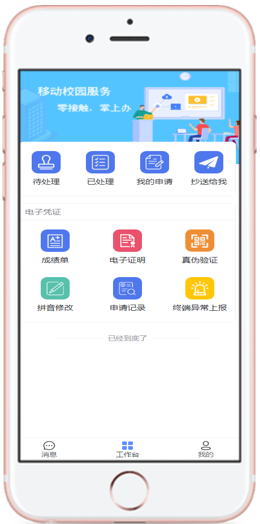 移动校园服务
零接触,掌上办
待处理 已处理 我的申请 抄送给我
电子凭证
成绩单 电子证明 真伪验证
拼音修改 申请记录 终端异常上报
已经到底了
消息 工作台 我的